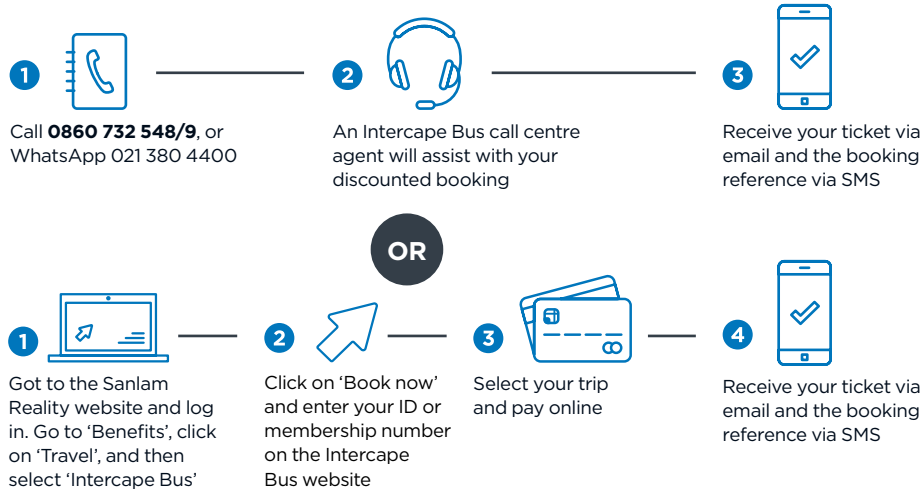 1
Call 0860 732 548/9, or
WhatsApp 021 380 4400
2
An Intercape Bus call centre
agent will assist with your
discounted booking
3
Receive your ticket via
email and the booking
reference via SMS
OR
1
Got to the Sanlam
Reality website and log
in. Go to ‘Benefits’, click
on ‘Travel’, and then
select ‘Intercape Bus’
2
Click on ‘Book now’
and enter your ID or
membership number
on the Intercape
Bus website
3
Select your trip
and pay online
4
Receive your ticket via
email and the booking
reference via SMS